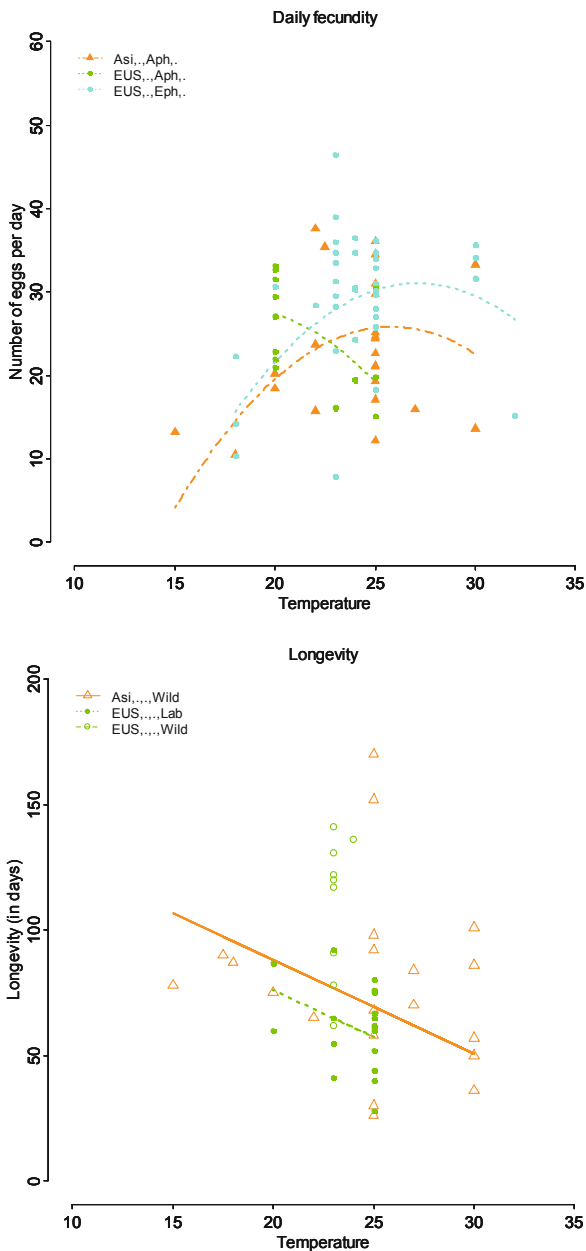 Daily fecundity
Asi,.,Aph,.
EUS,.,Aph,.
EUS,.,Eph,.
Number of eggs per day
60
50
40
30
20
10
0
10 15 20 25 30 35
Temperature
Longevity
Asi,.,.,Wild
EUS,.,.,Lab
EUS,.,.,Wild
Longevity (in days)
200
150
100
50
0
10 15 20 25 30 35
Temperature